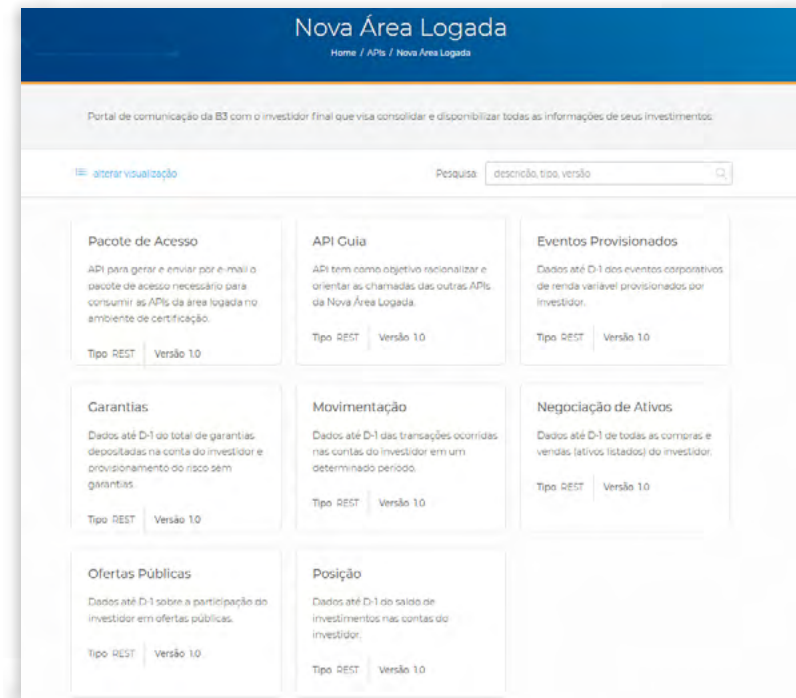 Nova Área Logada
Home / APIs / Nova Área Logada
Portal de comunicação da B3 com o investidor final que visa consolidar e disponibilizar todas as informações de seus investimentos.
alterar visualização
Pesquisa:
descricão, tipo, versão
Pacote de Acesso
API para gerar e enviar por e-mail o
pacote de acesso necessário para
consumir as APIs da área logada no
ambiente de certificação.
Tipo REST
Versão 1.0
API Guia
API tem como objetivo racionalizar e
orientar as chamadas das outras APIs
da Nova Área Logada.
Tipo REST
Versão 1.0
Eventos Provisionados
Dados até D-1 dos eventos corporativos
de renda variável provisionados por
investidor.
Tipo REST
Versão 1.0
Garantias
Dados até D-1 do total de garantias
depositadas na conta do investidor e
provisionamento do risco sem
garantias.
Tipo REST
Versão 1.0
Movimentação
Dados até D-1 das transações ocorridas
nas contas do investidor em um
determinado período.
Tipo REST
Versão 1.0
Negociação de Ativos
Dados até D-1 de todas as compras e
vendas (ativos listados) do investidor.
Tipo REST
Versão 1.0
Ofertas Públicas
Dados até D-1 sobre a participação do
investidor em ofertas públicas.
Tipo REST
Versão 1.0
Posição
Dados até D-1 do saldo de
investimentos nas contas do
investidor.
Tipo REST
Versão 1.0